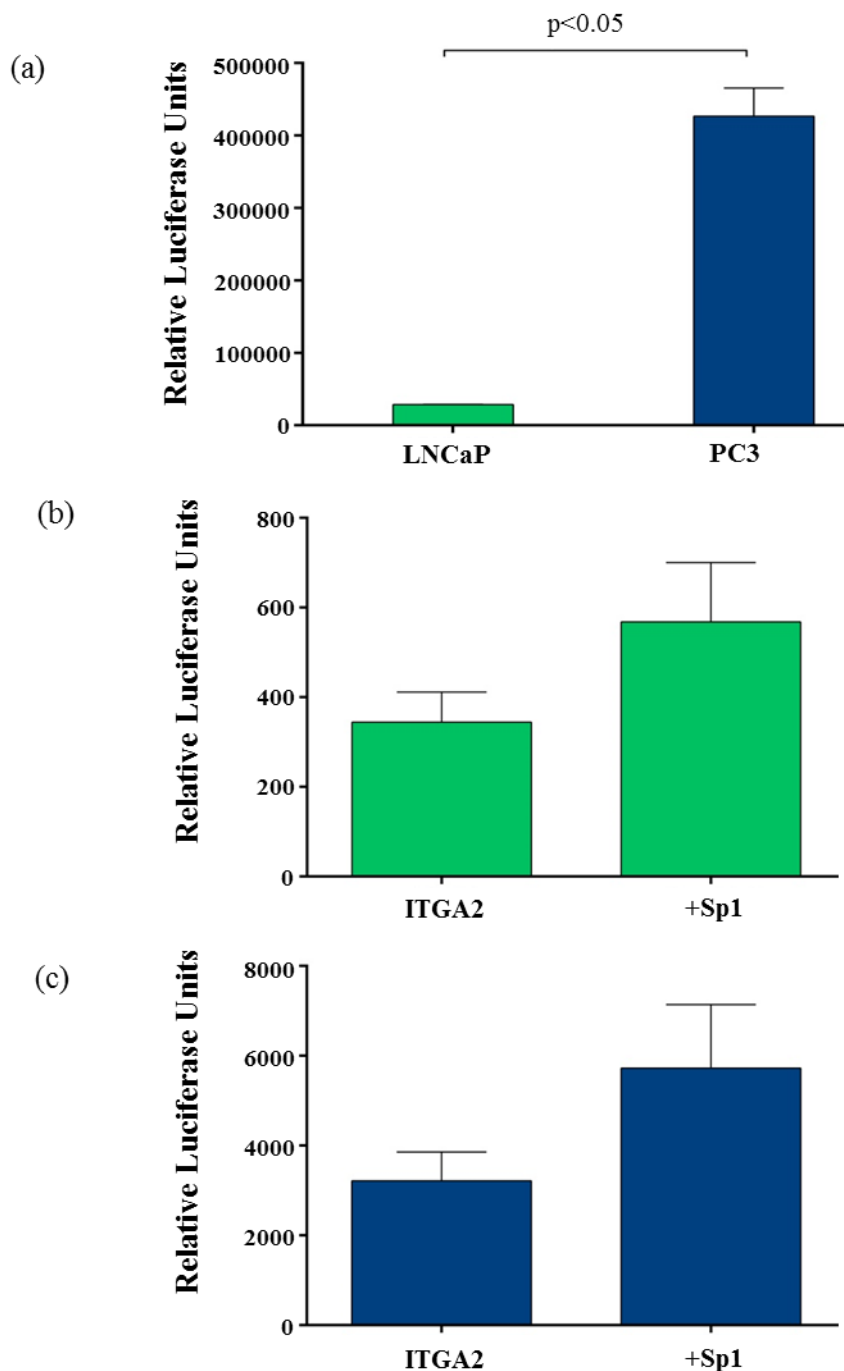 p<0.05
(a)
Relative Luciferase Units
500000
400000
300000
200000
100000
0
LNCaP
PC3
(b)
Relative Luciferase Units
800
600
400
200
0
ITGA2
+Sp1
(c)
Relative Luciferase Units
8000
6000
4000
2000
0
ITGA2
+Sp1